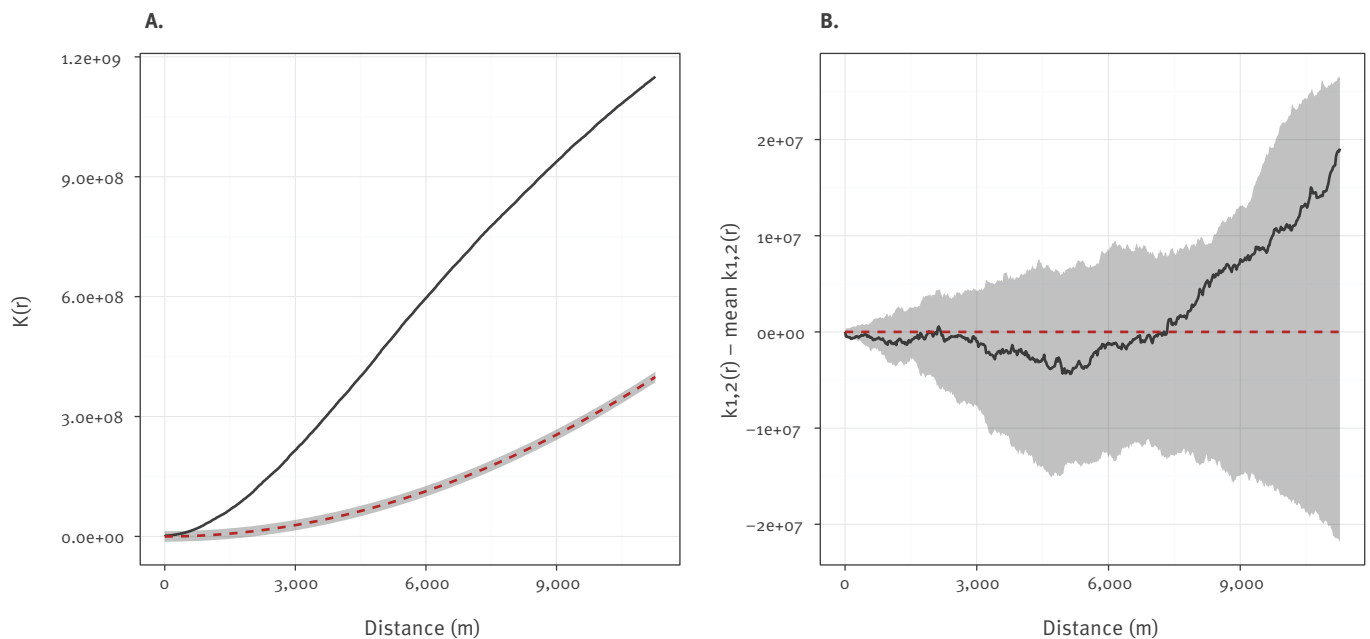 A.
K(r)
1.2e+09
9.0e+08
6.0e+08
3.0e+08
0.0e+00
0
3,000
6,000
9,000
Distance (m)
B.
k1,2(r) – mean k1,2(r)
2e+07
1e+07
0e+00
−1e+07
−2e+07
0
3,000
6,000
9,000
Distance (m)